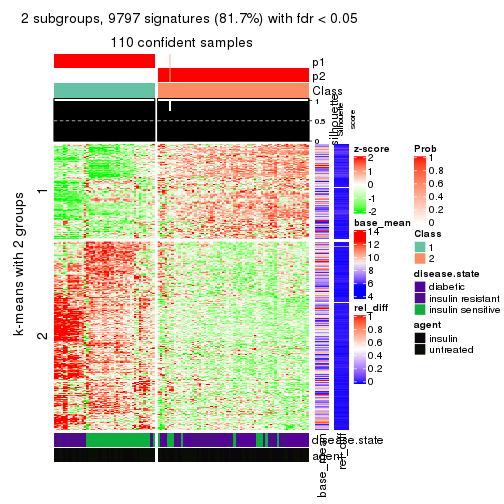 2 subgroups, 9797 signatures (81.7%) with fdr < 0.05
110 confident samples
p1
p2
Class
1
0.5
0
silhouette
score
Silhouette
k-means with 2 groups
1
2
z-score
2
1
0
-1
-2
base_mean
14
12
10
8
6
4
rel_diff
1
0.8
0.6
0.4
0.2
0
Prob
1
0.8
0.6
0.4
0.2
0
Class
1
2
disease.state
diabetic
insulin resistant
insulin sensitive
agent
insulin
untreated
disease.state
agent
base_mean
rel_diff